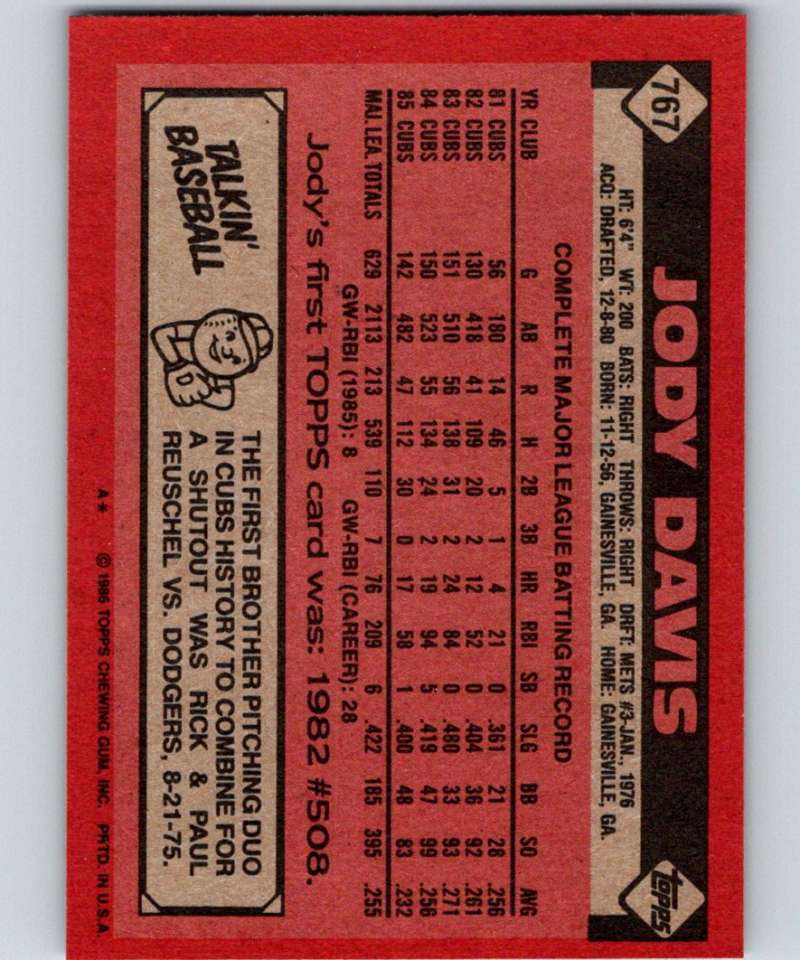 767
JODY DAVIS
topps
HT: 6'4" WT: 200 BATS: RIGHT THROWS: RIGHT DRFT: METS #3-JAN., 1976
ACQ: DRAFTED, 12-8-80 BORN: 11-12-56, GAINESVILLE, GA. HOME: GAINESVILLE, GA.
COMPLETE MAJOR LEAGUE BATTING RECORD
YR CLUB G AB R H 2B 3B HR RBI SB SLG BB SO AVG
81 CUBS 56 180 14 46 5 1 4 21 0 .361 21 28 .256
82 CUBS 130 418 41 109 20 2 12 52 0 .404 36 92 .261
83 CUBS 151 510 56 138 31 2 24 84 0 .480 33 93 .271
84 CUBS 150 523 55 134 24 2 19 94 5 .419 47 99 .256
85 CUBS 142 482 47 112 30 0 17 58 1 .400 48 83 .232
MAJ. LEA. TOTALS 629 2113 213 539 110 7 76 209 6 .422 185 395 .255
GW-RBI (1985): 8 GW-RBI (CAREER): 28
Jody's first TOPPS card was: 1982 #508.
TALKIN'
BASEBALL
THE FIRST BROTHER PITCHING DUO
IN CUBS HISTORY TO COMBINE FOR
A SHUTOUT WAS RICK & PAUL
REUSCHEL VS. DODGERS, 8-21-75.
A* © 1986 TOPPS CHEWING GUM, INC. PRTD. IN U.S.A.